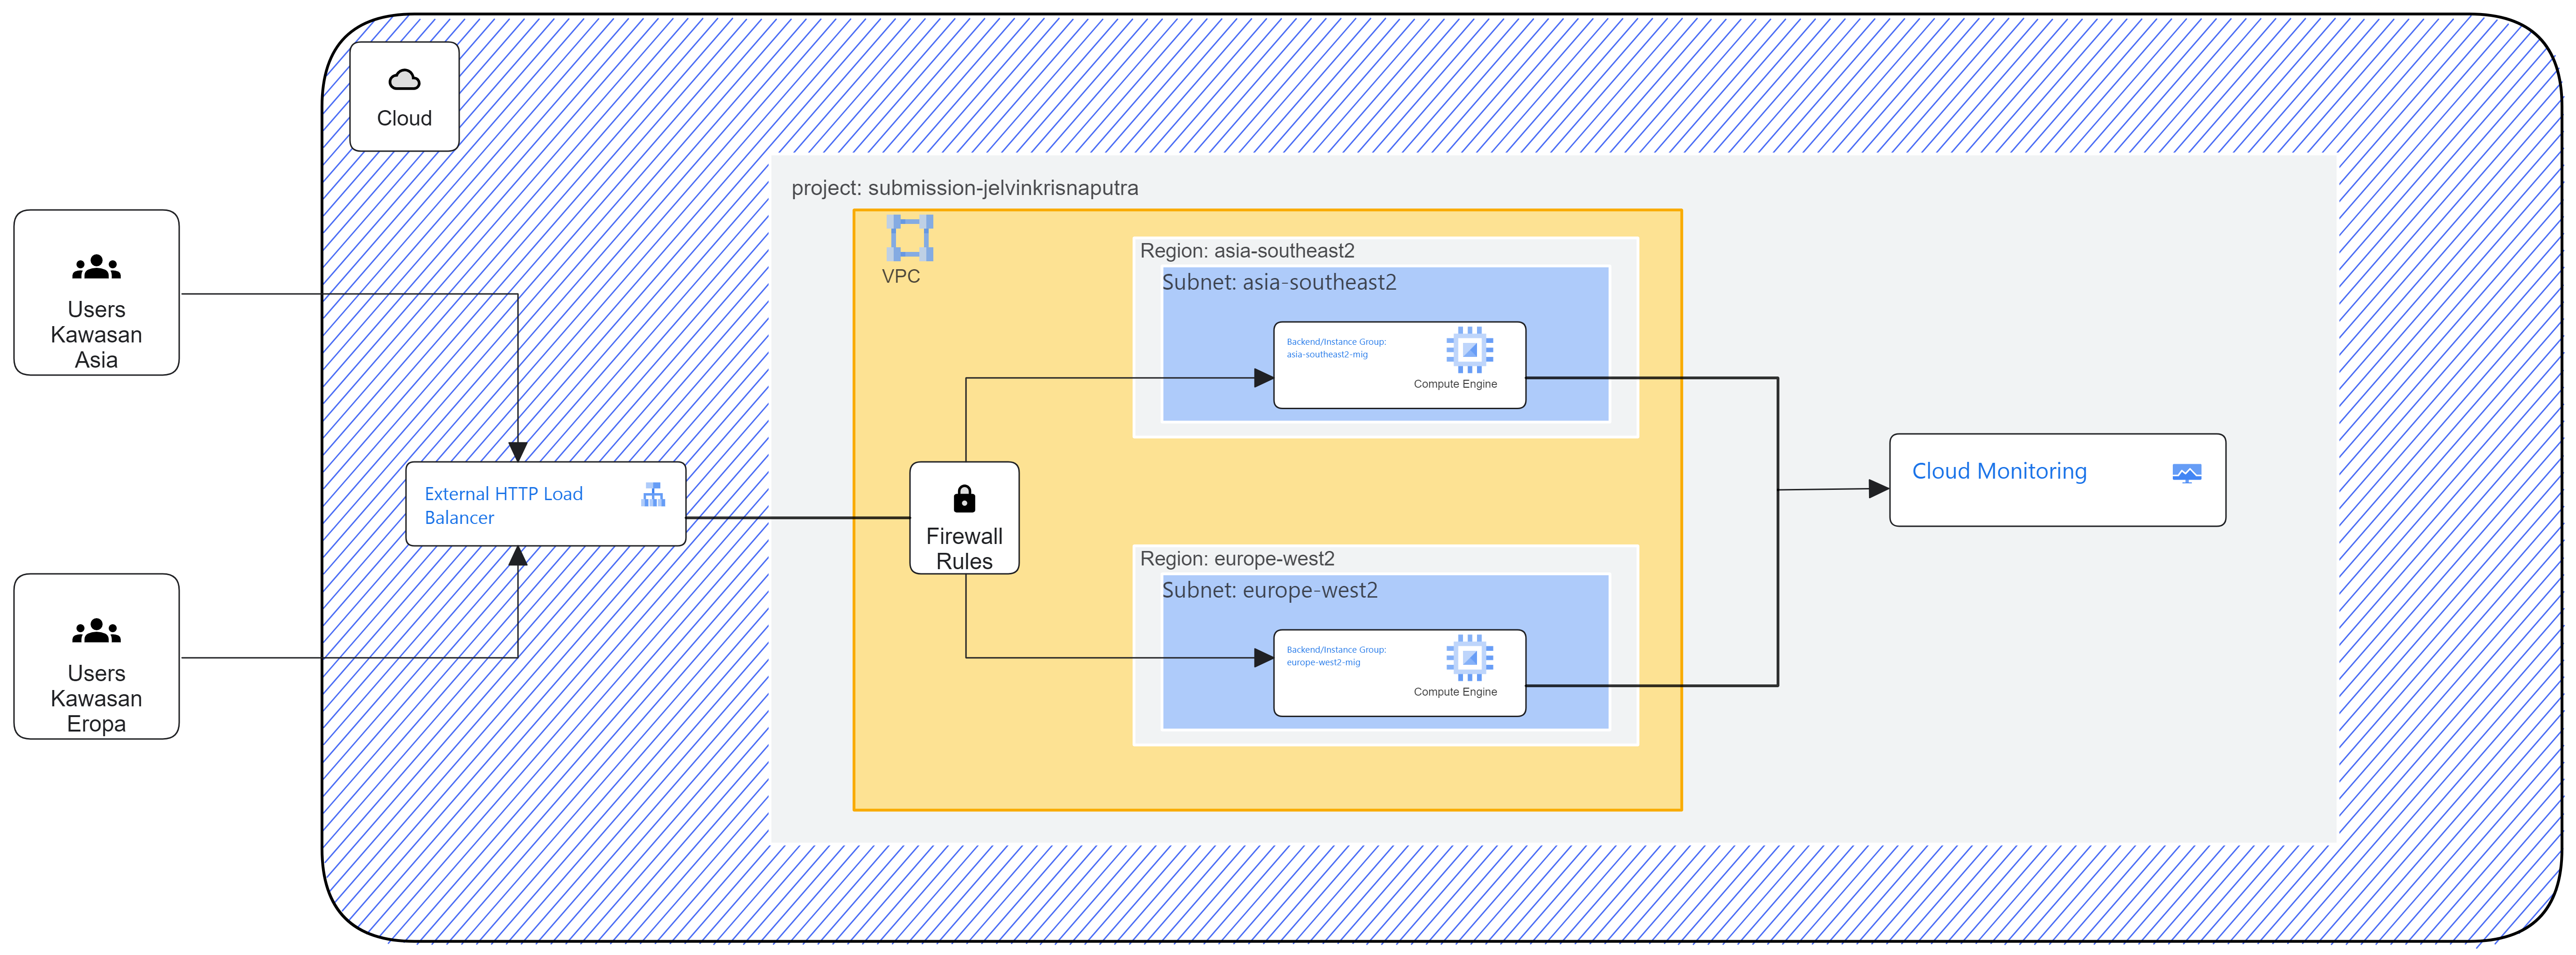 Cloud
project: submission-jelvinkrisnaputra
VPC
Region: asia-southeast2
Subnet: asia-southeast2
Backend/Instance Group:
asia-southeast2-mig
Compute Engine
Users
Kawasan
Asia
External HTTP Load
Balancer
Firewall
Rules
Cloud Monitoring
Region: europe-west2
Subnet: europe-west2
Backend/Instance Group:
europe-west2-mig
Compute Engine
Users
Kawasan
Eropa